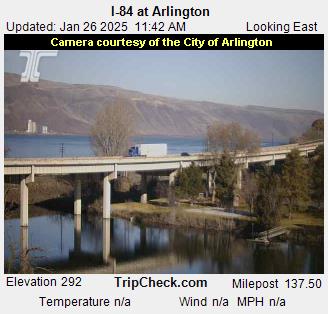 I-84 at Arlington
Updated: Jan 26 2025 11:42 AM Looking East
Camera courtesy of the City of Arlington
Elevation 292 TripCheck.com Milepost 137.50
Temperature n/a Wind n/a MPH n/a